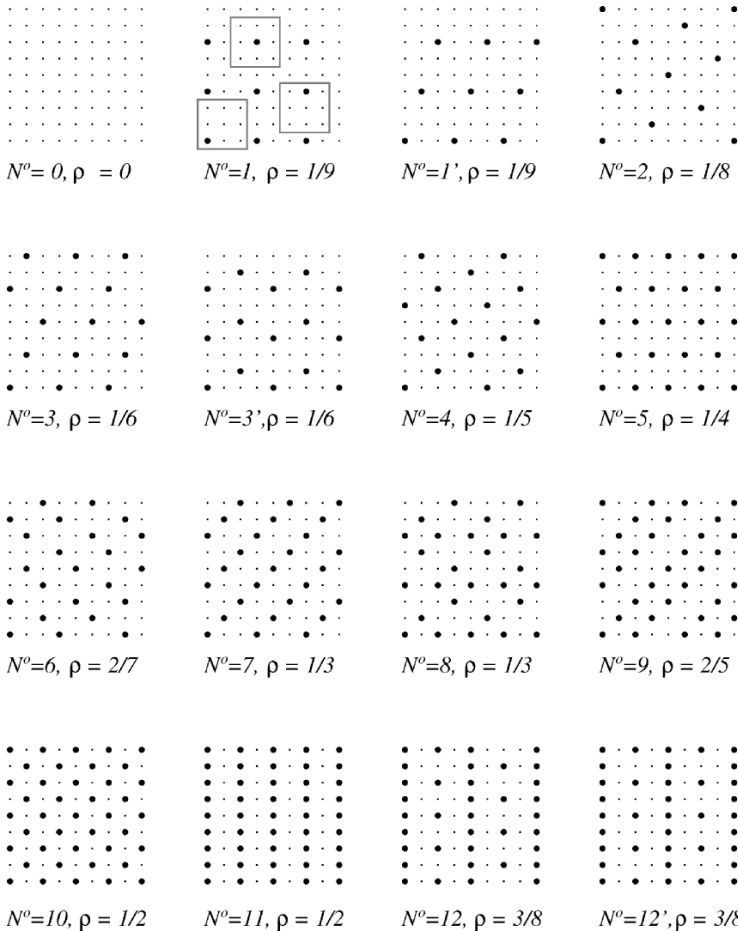 Nº= 0, ρ = 0
Nº=1, ρ = 1/9
Nº=1’,ρ = 1/9
Nº=2, ρ = 1/8
Nº=3, ρ = 1/6
Nº=3’,ρ = 1/6
Nº=4, ρ = 1/5
Nº=5, ρ = 1/4
Nº=6, ρ = 2/7
Nº=7, ρ = 1/3
Nº=8, ρ = 1/3
Nº=9, ρ = 2/5
Nº=10, ρ = 1/2
Nº=11, ρ = 1/2
Nº=12, ρ = 3/8
Nº=12’,ρ = 3/8